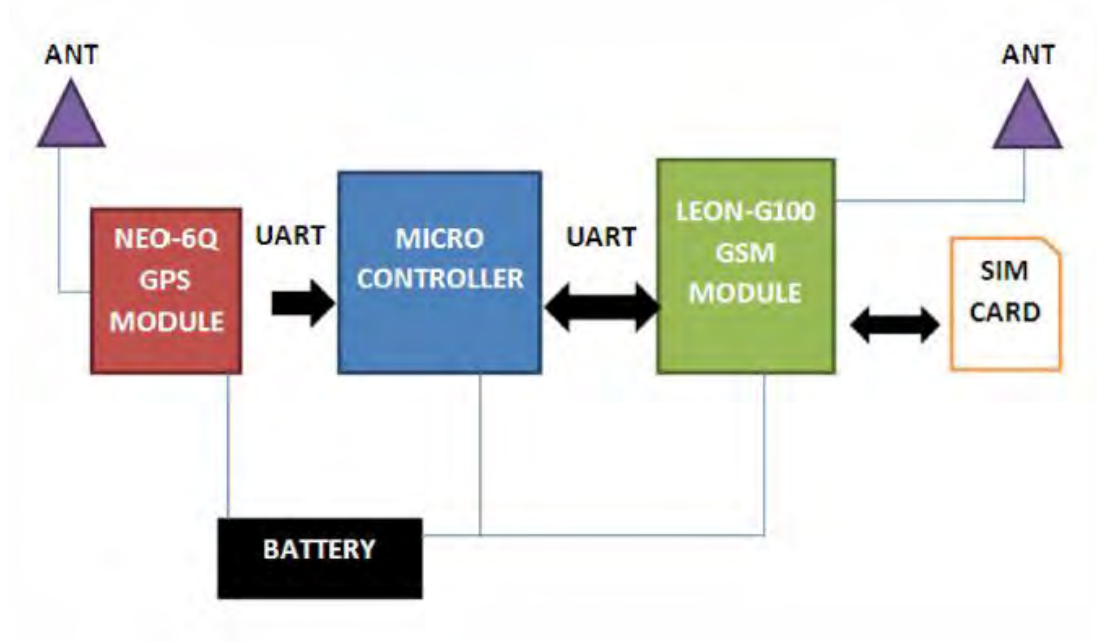 ANT
ANT
NEO-6Q
GPS
MODULE
UART
MICRO
CONTROLLER
UART
LEON-G100
GSM
MODULE
SIM
CARD
BATTERY